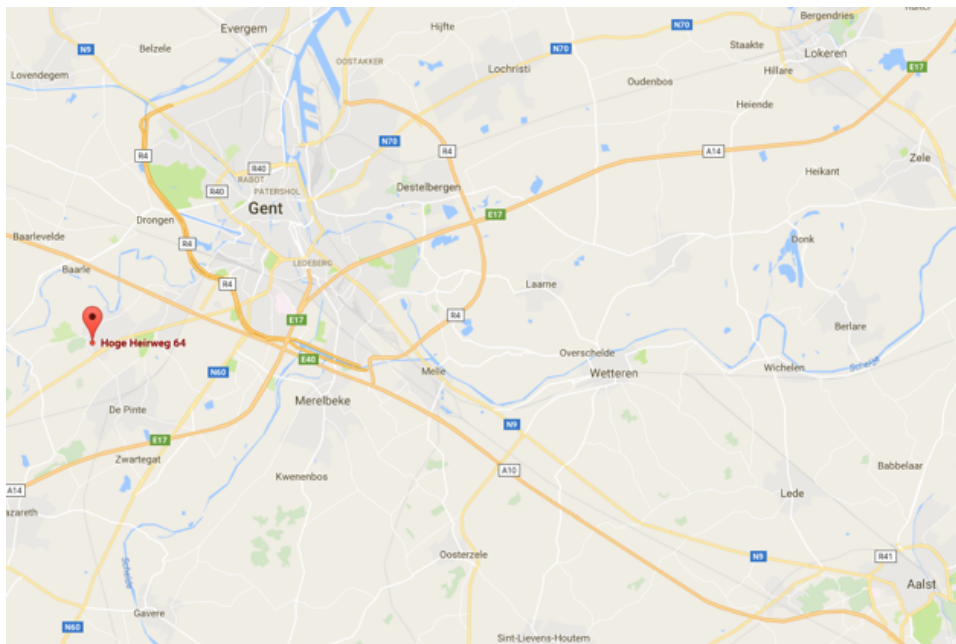 Evergem
Hijfte
N70
Bergendries
N9
Belzele
Staakte
Lokeren
OOSTAKKER
N70
Lovendegem
Lochristi
Hillare
E17
Oudenbos
Heiende
N70
R4
R4
A14
R40
Zele
RABOT
R40
PATERSHOL
Destelbergen
Heikant
Gent
E17
Drongen
Baarlevelde
R4
Donk
LEDEBERG
Baarle
R4
Laarne
R4
E17
Berlare
Hoge Heirweg 64
Overschelde
E40
Schelde
N60
Melle
Wetteren
Wichelen
Merelbeke
De Pinte
N9
E17
Zwartegat
A10
Babbelaar
Kwenenbos
A14
Lede
azareth
Oosterzele
N9
R41
Schelde
Aalst
Gavere
N60
Sint-Lievens-Houtem